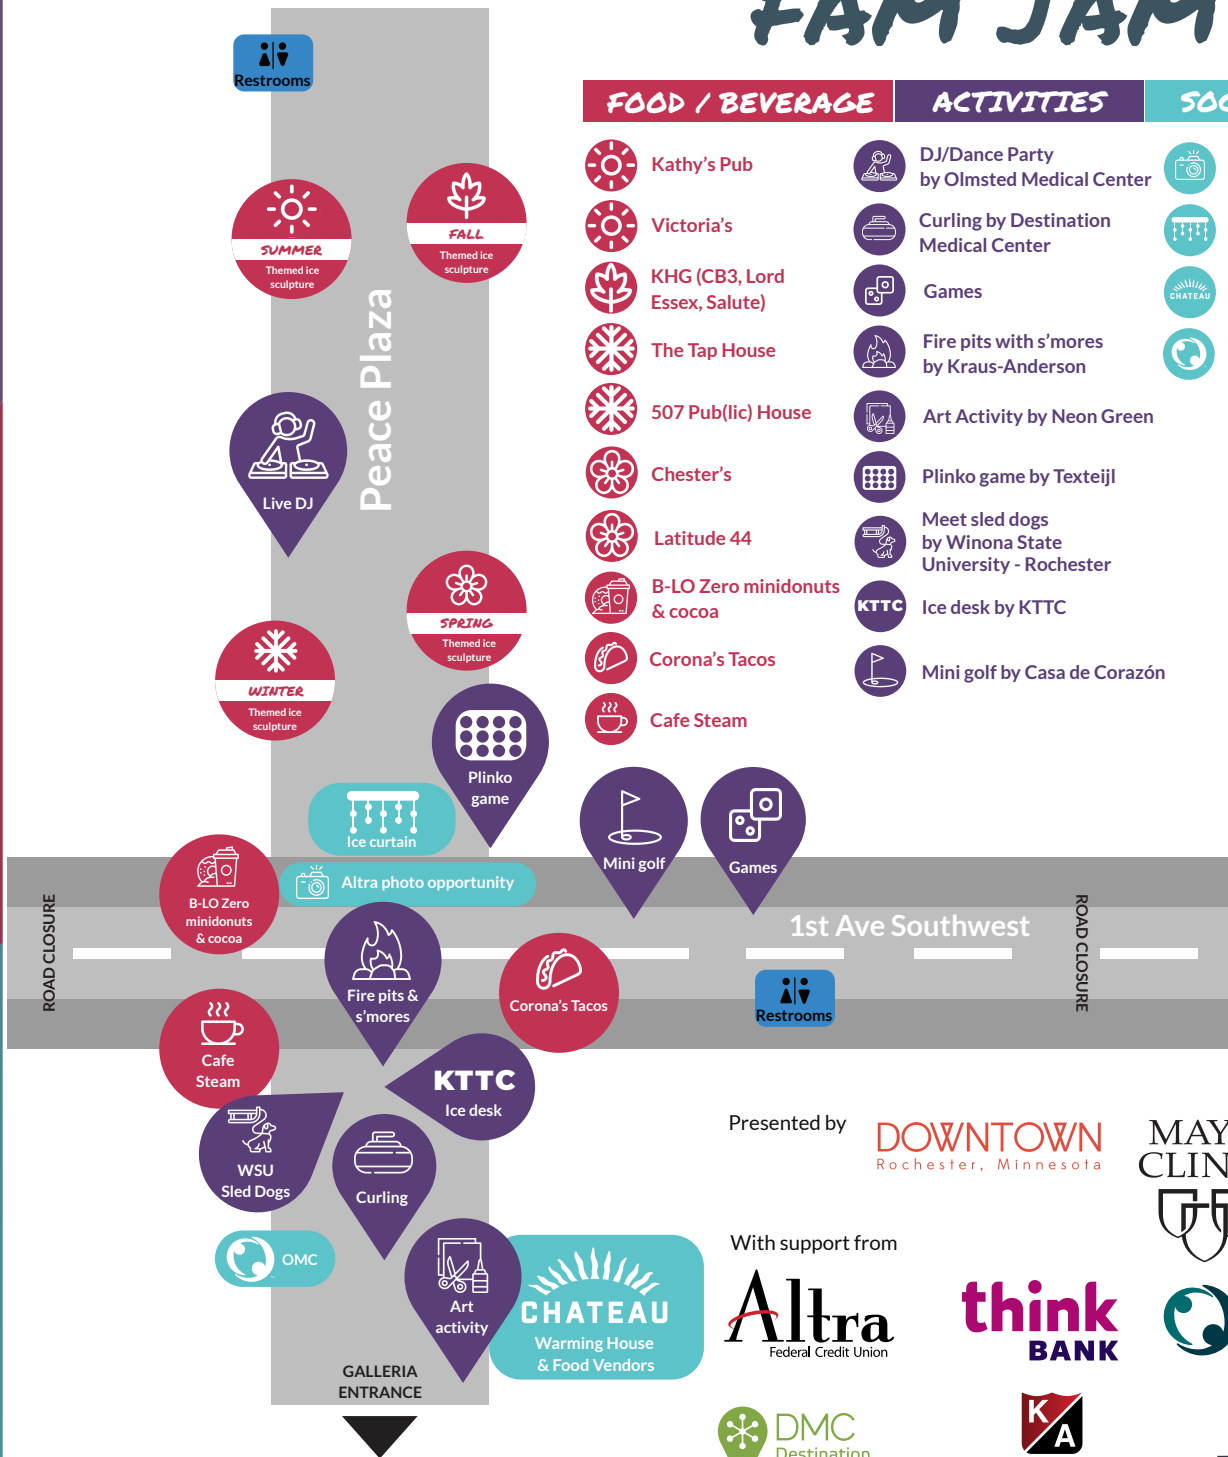 FAM JAM
FOOD / BEVERAGE
Kathy's Pub
Victoria's
KHG (CB3, Lord
Essex, Salute)
The Tap House
507 Pub(lic) House
Chester's
Latitude 44
B-LO Zero minidonuts
& cocoa
Corona's Tacos
Cafe Steam
ACTIVITIES
DJ/Dance Party
by Olmsted Medical Center
Curling by Destination
Medical Center
Games
Fire pits with s'mores
by Kraus-Anderson
Art Activity by Neon Green
Plinko game by Texteijl
Meet sled dogs
by Winona State
University - Rochester
KTTC
Ice desk by KTTC
Mini golf by Casa de Corazón
CHATEAU
Restrooms
SUMMER
Themed ice
sculpture
FALL
Themed ice
sculpture
Peace Plaza
Live DJ
SPRING
Themed ice
sculpture
WINTER
Themed ice
sculpture
Plinko
game
Ice curtain
Altra photo opportunity
Mini golf
Games
ROAD CLOSURE
B-LO Zero
minidonuts
& cocoa
1st Ave Southwest
ROAD CLOSURE
Fire pits &
s'mores
Corona's Tacos
Restrooms
Cafe
Steam
KTTC
Ice desk
WSU
Sled Dogs
Curling
OMC
Art
activity
CHATEAU
Warming House
& Food Vendors
GALLERIA
ENTRANCE
Presented by
DOWNTOWN
Rochester, Minnesota
MAY
CLIN
With support from
Altra
Federal Credit Union
think
BANK
DMC
Destination
K
A